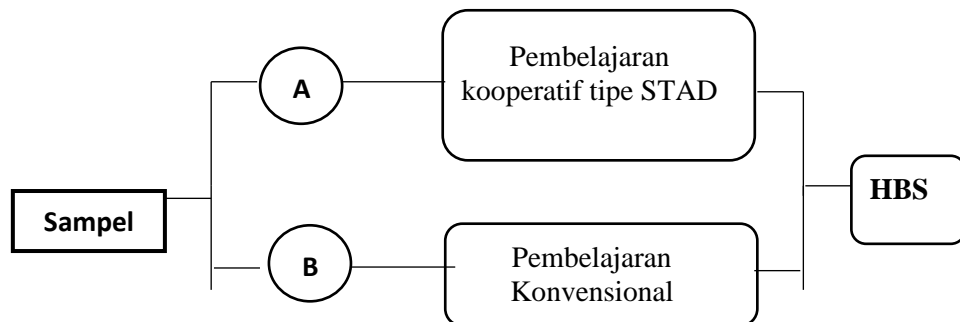 Pembelajaran
kooperatif tipe STAD
A
HBS
Sampel
B
Pembelajaran
Konvensional